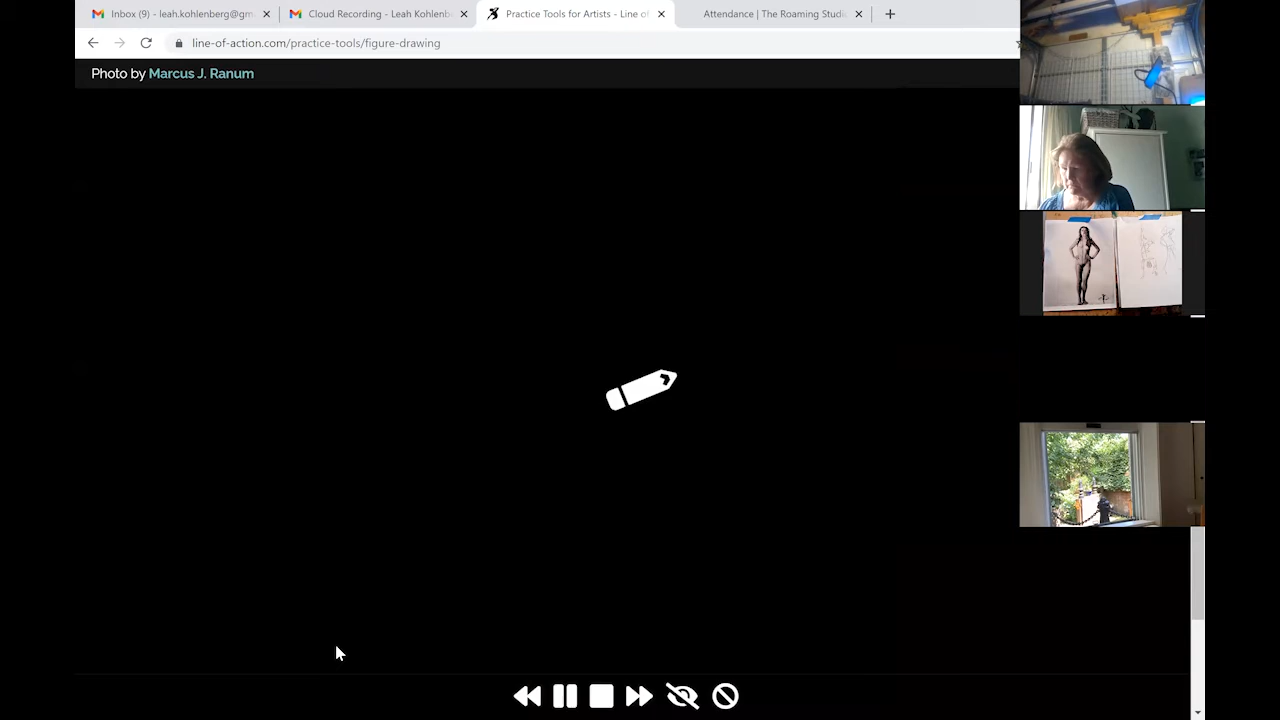 Inbox (9) - leah.kohlenberg@gm
Cloud Recording - Leah Kohlenb
Practice Tools for Artists - Line of
Attendance | The Roaming Studi
line-of-action.com/practice-tools/figure-drawing
Photo by Marcus J. Ranum